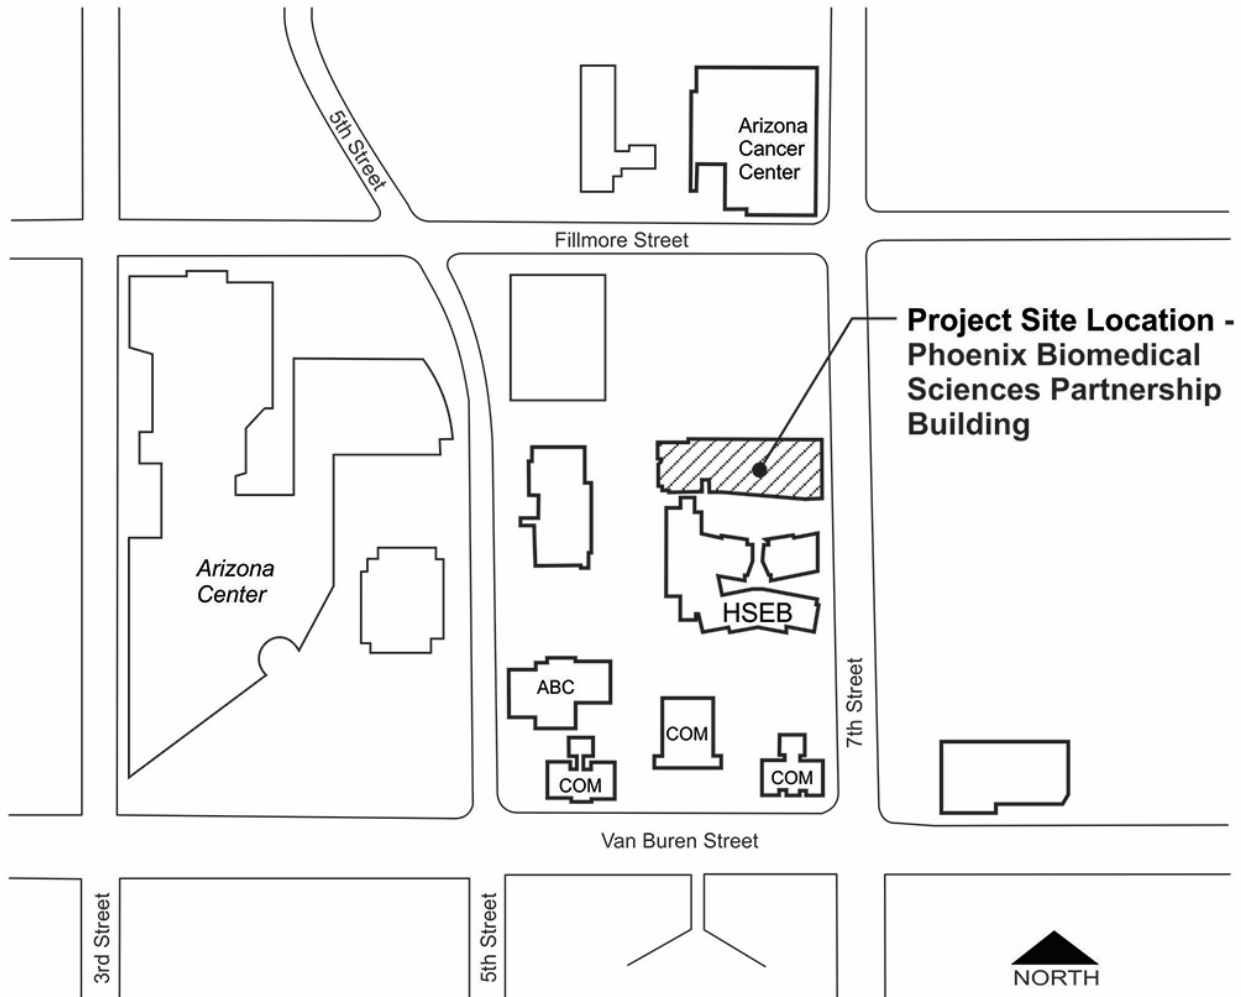 5th Street
Arizona
Cancer
Center
Fillmore Street
Project Site Location -
Phoenix Biomedical
Sciences Partnership
Building
Arizona
Center
HSEB
ABC
COM
COM
COM
7th Street
Van Buren Street
3rd Street
5th Street
NORTH